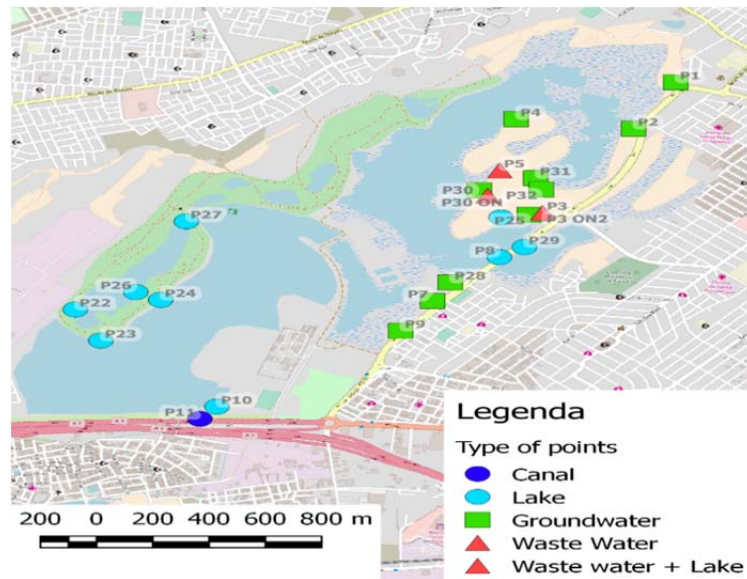 P1
P4
P2
P5
P31
P30
P32
P30 ON
P3
P25
P3 ON2
P27
P29
P8
P28
P26
P24
P22
P7
P23
P9
P10
P11
A1
A1
Legenda
Type of points
Canal
Lake
Groundwater
Waste Water
Waste water + Lake
200 0 200 400 600 800 m